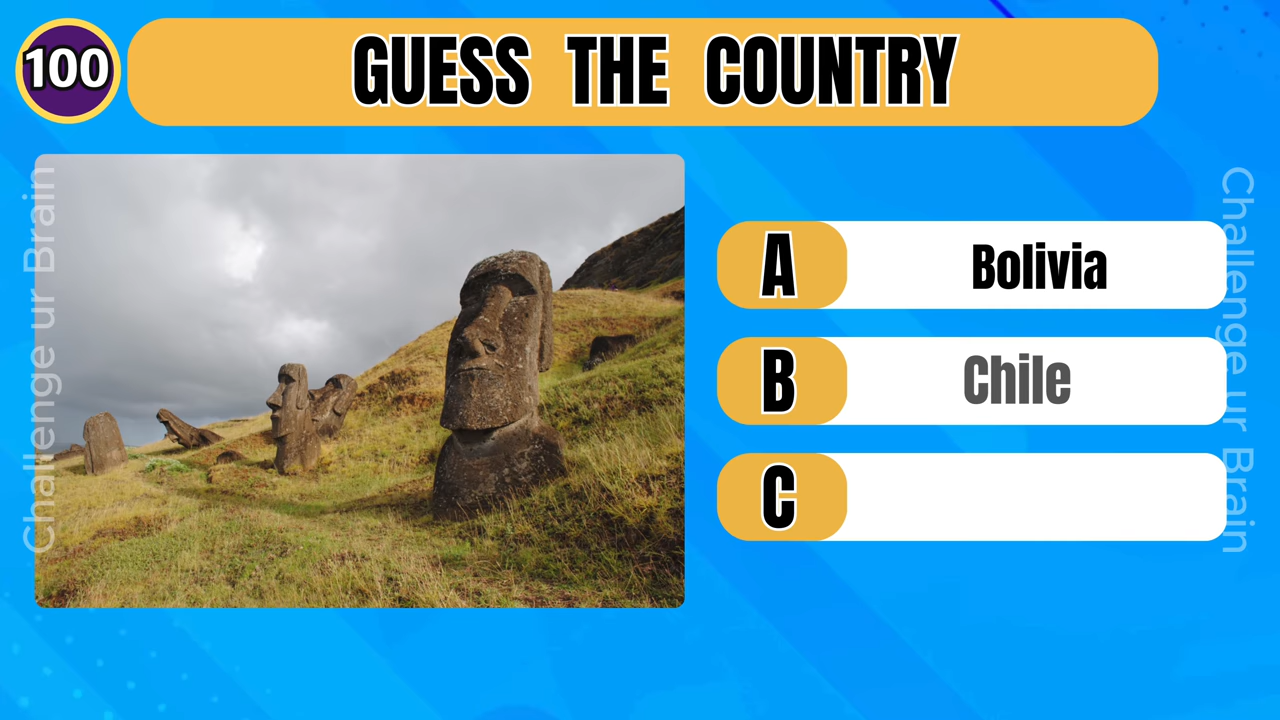 100
GUESS THE COUNTRY
Challenge ur Brain
A Bolivia
B Chile
C
Challenge ur Brain